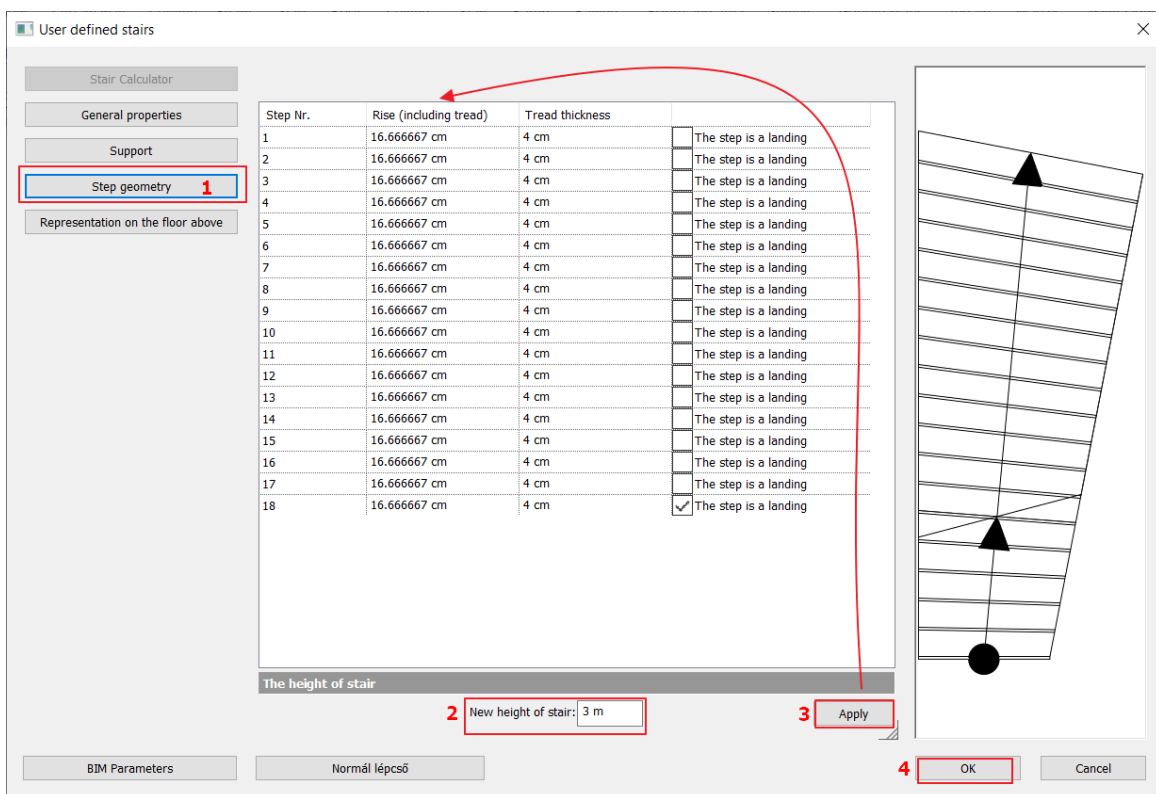 User defined stairs
Stair Calculator
General properties
Support
Step geometry 1
Representation on the floor above
Step Nr. Rise (including tread) Tread thickness
1 16.666667 cm 4 cm The step is a landing
2 16.666667 cm 4 cm The step is a landing
3 16.666667 cm 4 cm The step is a landing
4 16.666667 cm 4 cm The step is a landing
5 16.666667 cm 4 cm The step is a landing
6 16.666667 cm 4 cm The step is a landing
7 16.666667 cm 4 cm The step is a landing
8 16.666667 cm 4 cm The step is a landing
9 16.666667 cm 4 cm The step is a landing
10 16.666667 cm 4 cm The step is a landing
11 16.666667 cm 4 cm The step is a landing
12 16.666667 cm 4 cm The step is a landing
13 16.666667 cm 4 cm The step is a landing
14 16.666667 cm 4 cm The step is a landing
15 16.666667 cm 4 cm The step is a landing
16 16.666667 cm 4 cm The step is a landing
17 16.666667 cm 4 cm The step is a landing
18 16.666667 cm 4 cm The step is a landing
The height of stair
2 New height of stair: 3 m 3 Apply
BIM Parameters Normál lépcső 4 OK Cancel